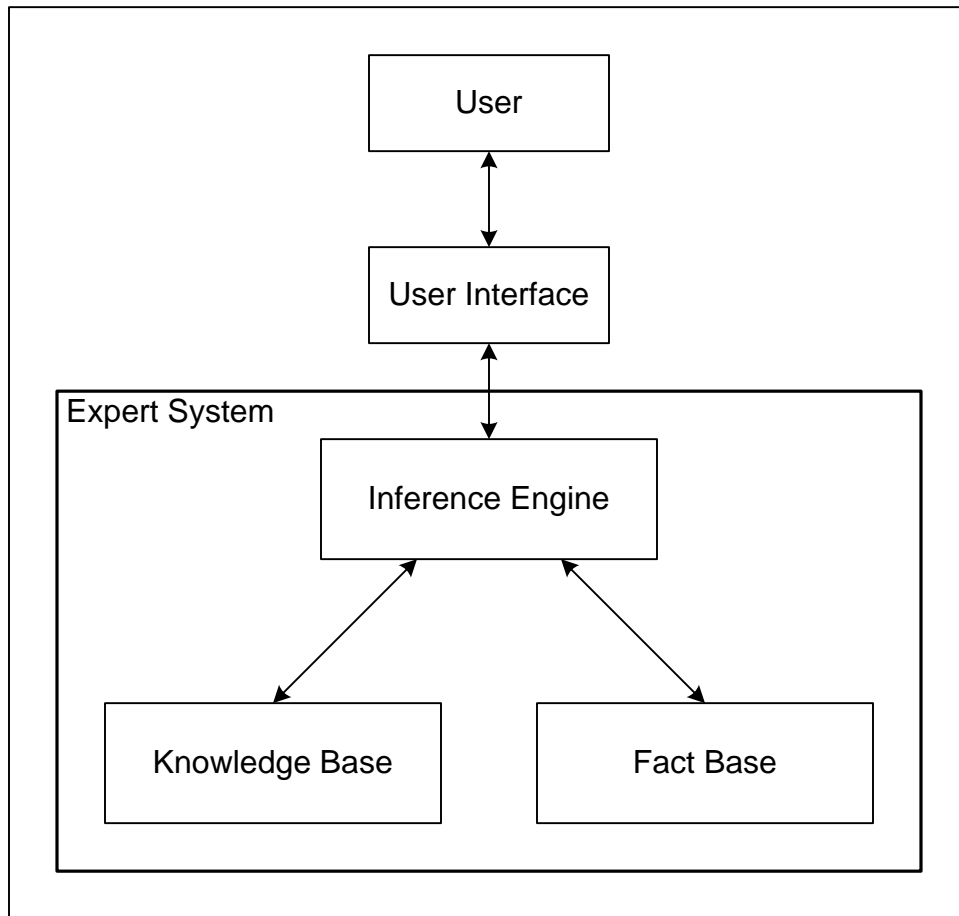 User
User Interface
Expert System
Inference Engine
Knowledge Base
Fact Base